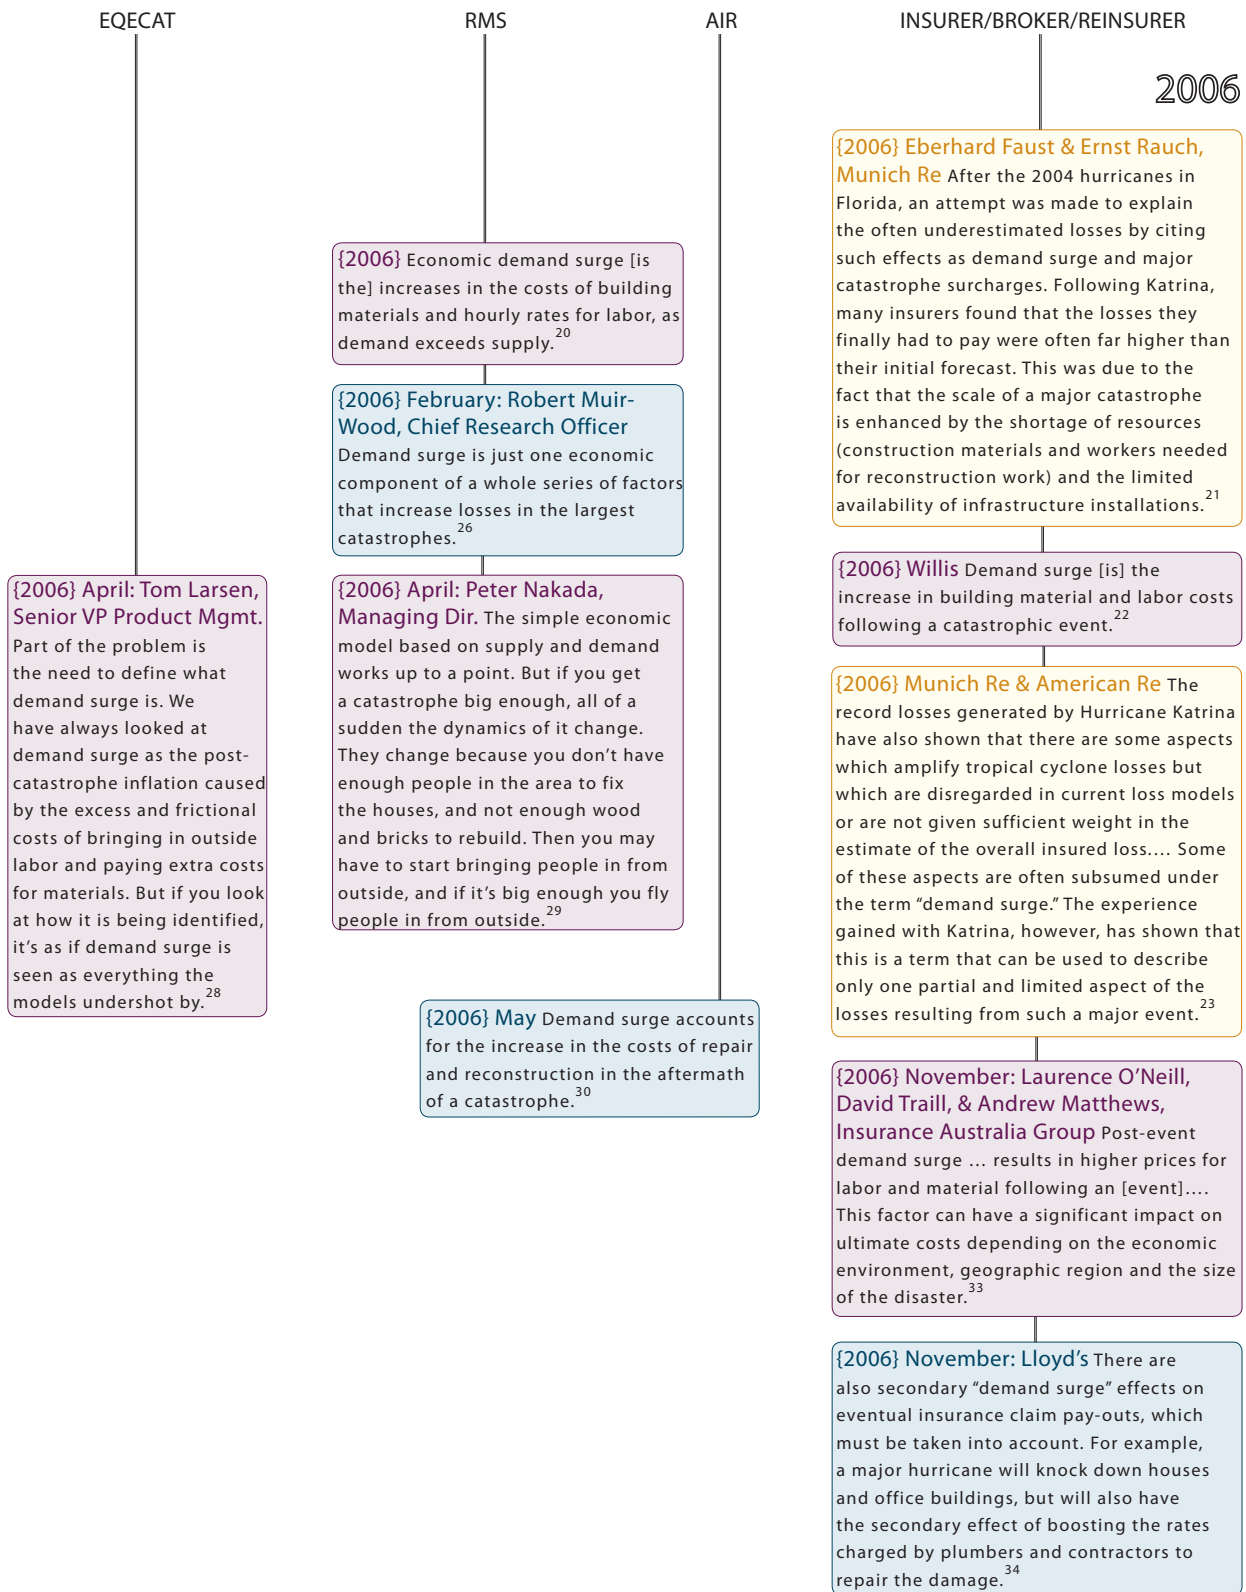 EQECAT
RMS
AIR
INSURER/BROKER/REINSURER
2006
{2006} Eberhard Faust & Ernst Rauch,
Munich Re After the 2004 hurricanes in
Florida, an attempt was made to explain
the often underestimated losses by citing
such effects as demand surge and major
catastrophe surcharges. Following Katrina,
many insurers found that the losses they
finally had to pay were often far higher than
their initial forecast. This was due to the
fact that the scale of a major catastrophe
is enhanced by the shortage of resources
(construction materials and workers needed
for reconstruction work) and the limited
availability of infrastructure installations.21
{2006} Economic demand surge [is
the] increases in the costs of building
materials and hourly rates for labor, as
demand exceeds supply.20
{2006} February: Robert Muir-
Wood, Chief Research Officer
Demand surge is just one economic
component of a whole series of factors
that increase losses in the largest
catastrophes.26
{2006} Willis Demand surge [is] the
increase in building material and labor costs
following a catastrophic event.22
{2006} April: Tom Larsen,
Senior VP Product Mgmt.
Part of the problem is
the need to define what
demand surge is. We
have always looked at
demand surge as the post-
catastrophe inflation caused
by the excess and frictional
costs of bringing in outside
labor and paying extra costs
for materials. But if you look
at how it is being identified,
it's as if demand surge is
seen as everything the
models undershot by.28
{2006} April: Peter Nakada,
Managing Dir. The simple economic
model based on supply and demand
works up to a point. But if you get
a catastrophe big enough, all of a
sudden the dynamics of it change.
They change because you don't have
enough people in the area to fix
the houses, and not enough wood
and bricks to rebuild. Then you may
have to start bringing people in from
outside, and if it's big enough you fly
people in from outside.29
{2006} Munich Re & American Re The
record losses generated by Hurricane Katrina
have also shown that there are some aspects
which amplify tropical cyclone losses but
which are disregarded in current loss models
or are not given sufficient weight in the
estimate of the overall insured loss.... Some
of these aspects are often subsumed under
the term “demand surge.” The experience
gained with Katrina, however, has shown that
this is a term that can be used to describe
only one partial and limited aspect of the
losses resulting from such a major event.23
{2006} May Demand surge accounts
for the increase in the costs of repair
and reconstruction in the aftermath
of a catastrophe.30
{2006} November: Laurence O’Neill,
David Traill, & Andrew Matthews,
Insurance Australia Group Post-event
demand surge ... results in higher prices for
labor and material following an [event]....
This factor can have a significant impact on
ultimate costs depending on the economic
environment, geographic region and the size
of the disaster.33
{2006} November: Lloyd’s There are
also secondary “demand surge” effects on
eventual insurance claim pay-outs, which
must be taken into account. For example,
a major hurricane will knock down houses
and office buildings, but will also have
the secondary effect of boosting the rates
charged by plumbers and contractors to
repair the damage.34